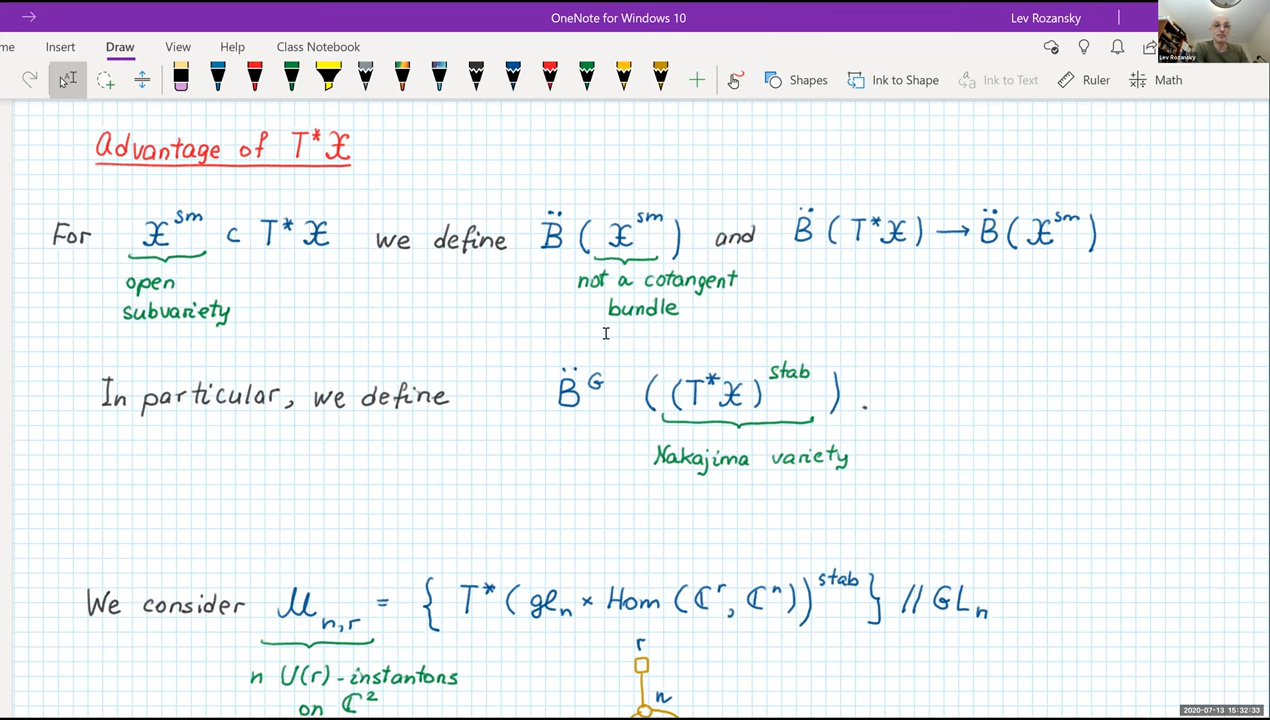 OneNote for Windows 10
Lev Rozansky
Insert Draw View Help Class Notebook
Shapes Ink to Shape Ink to Text Ruler Math
Lev Rozansky
Advantage of T*𝔛
For 𝔛^sm ⊂ T*𝔛 we define B̈ (𝔛^sm) and B̈ (T*𝔛) → B̈ (𝔛^sm)
open
subvariety
not a cotangent
bundle
In particular, we define B̈^G ((T*𝔛)^stab).
Nakajima variety
We consider 𝓜_{n,r} = { T*(gl_n × Hom (ℂ^r, ℂ^n))^stab } // GL_n
n U(r)-instantons
on ℂ²
r
n
2020-07-13 15:32:33